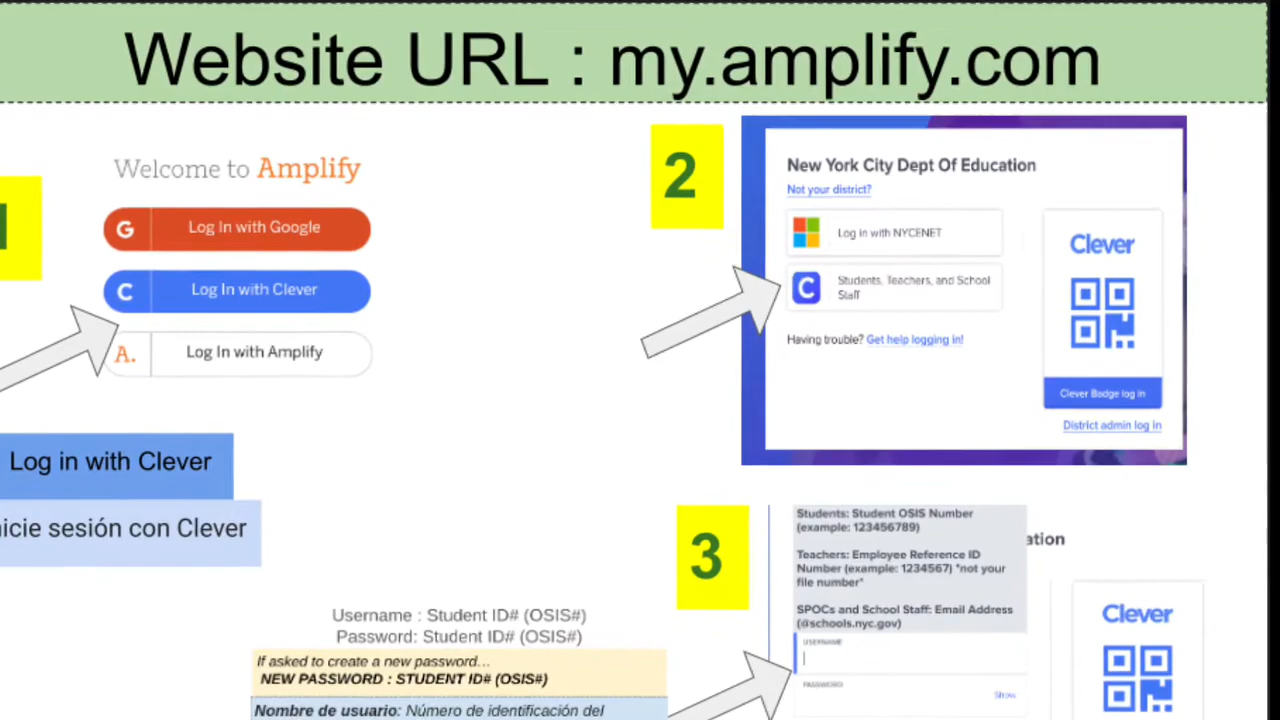 Website URL : my.amplify.com
Welcome to Amplify
G Log In with Google
C Log In with Clever
A. Log In with Amplify
Log in with Clever
nicie sesión con Clever
2
New York City Dept Of Education
Not your district?
Log in with NYCENET
C Students, Teachers, and School
Staff
Having trouble? Get help logging in!
Clever
Clever Badge log in
District admin log in
3
Students: Student OSIS Number
(example: 123456789)
Teachers: Employee Reference ID
Number (example: 1234567) *not your
file number*
SPOCs and School Staff: Email Address
(@schools.nyc.gov)
USERNAME
PASSWORD
Show
ation
Clever
Username : Student ID# (OSIS#)
Password: Student ID# (OSIS#)
If asked to create a new password...
NEW PASSWORD : STUDENT ID# (OSIS#)
Nombre de usuario: Número de identificación del